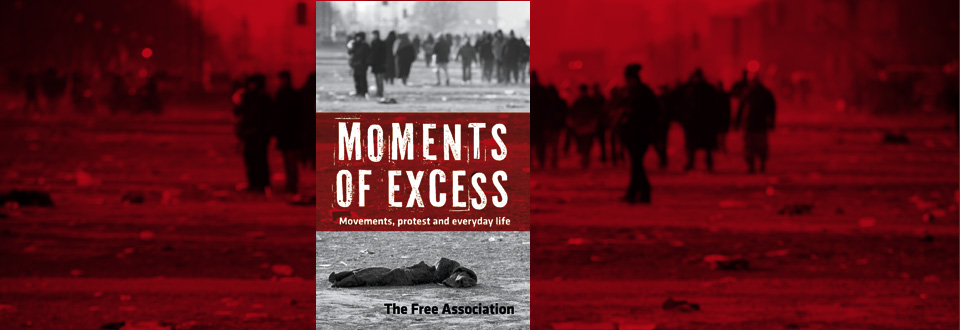 MOMENTS
OF EXCESS
Movements, protest and everyday life
The Free Association